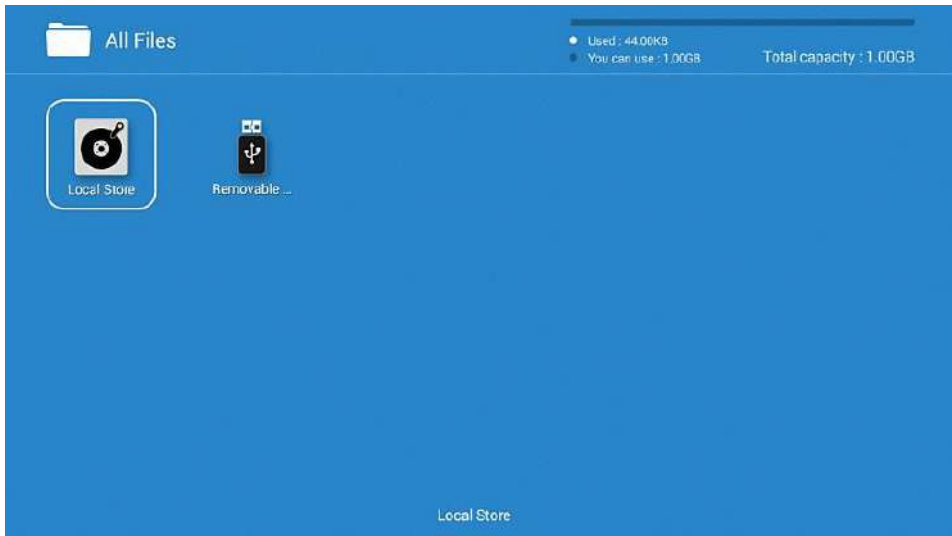 All Files
Used : 44.00KB
You can use : 1.00GB
Total capacity : 1.00GB
Local Store
Removable ...
Local Store